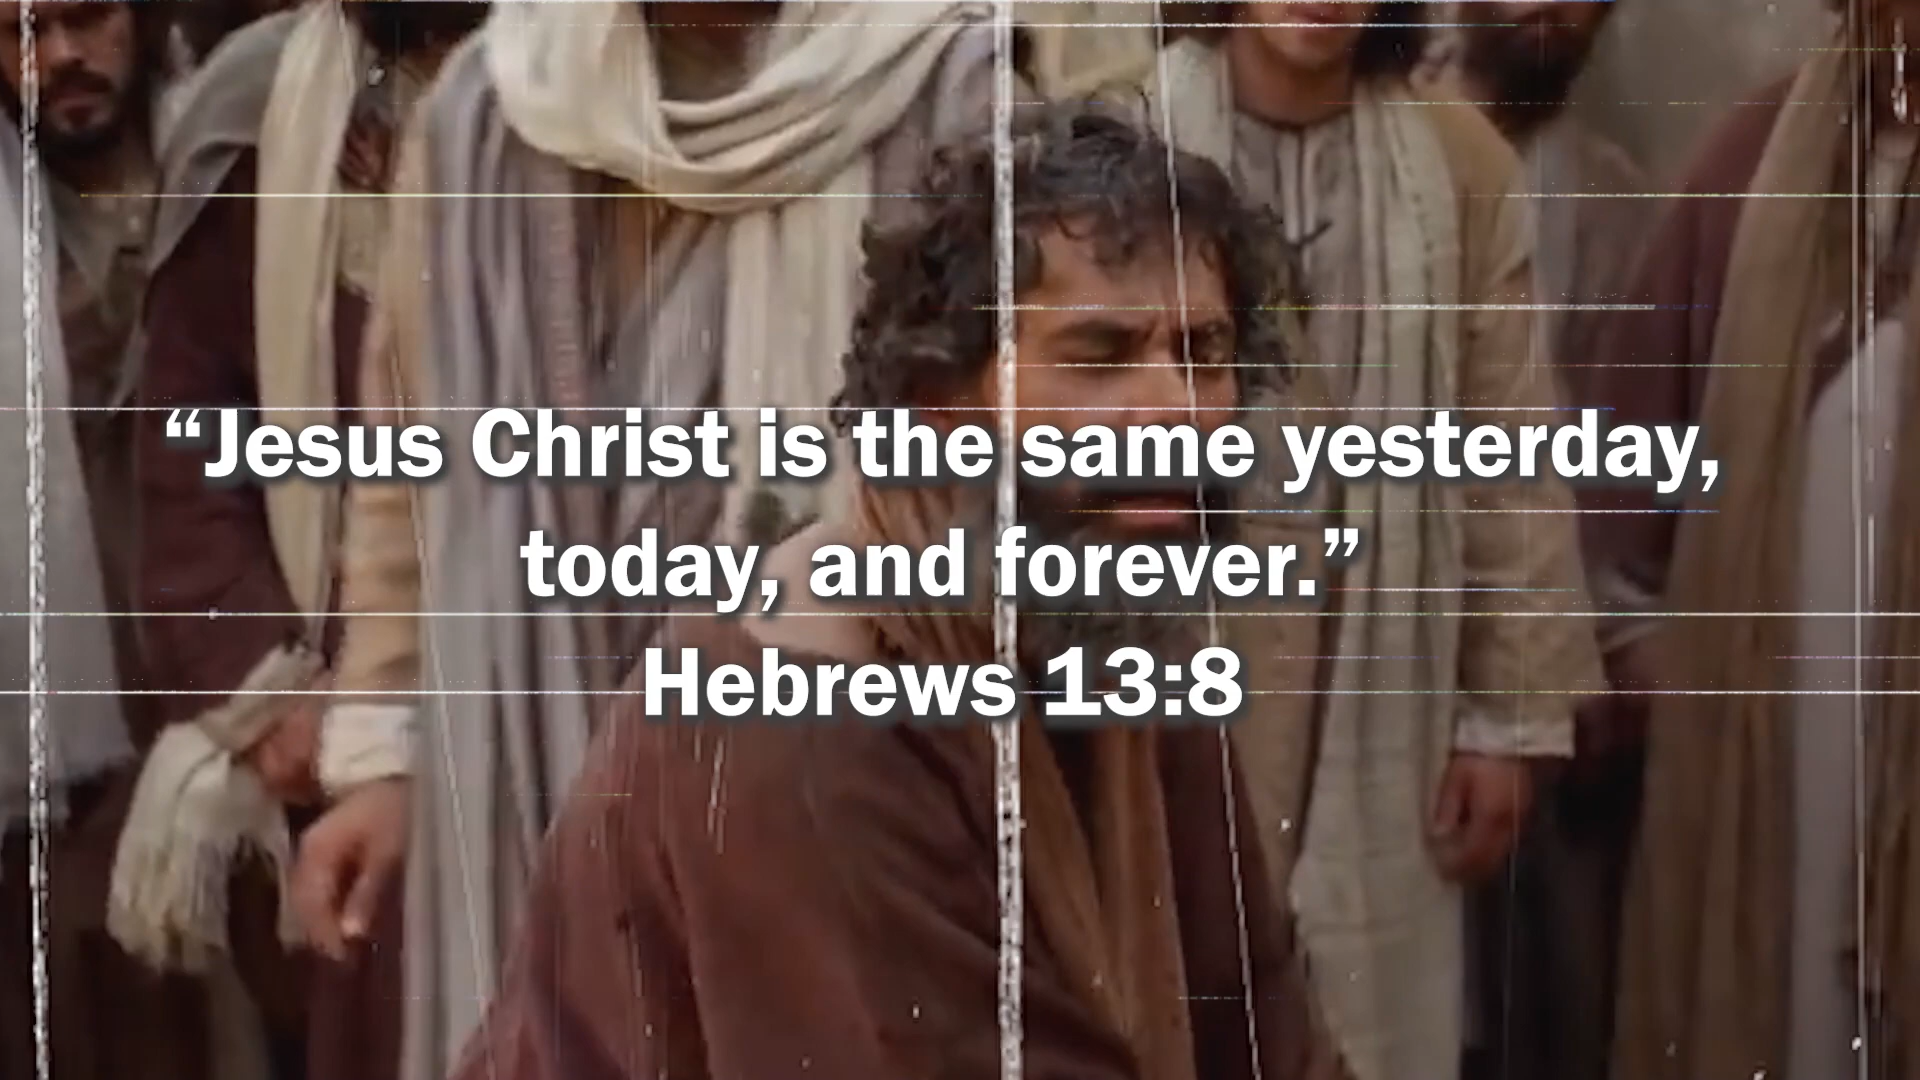 “Jesus Christ is the same yesterday,
today, and forever.”
Hebrews 13:8